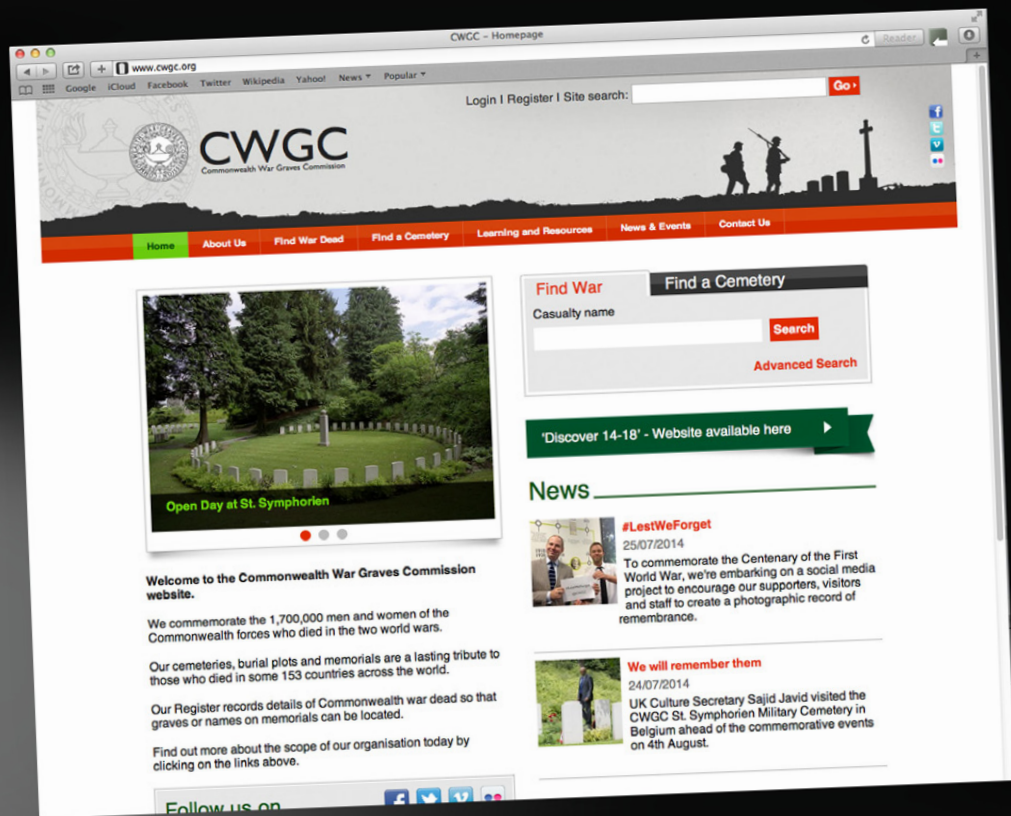 CWGC – Homepage
www.cwgc.org
Reader
Google iCloud Facebook Twitter Wikipedia Yahoo! News Popular
Login I Register I Site search:
Go
CWGC
Commonwealth War Graves Commission
Home About Us Find War Dead Find a Cemetery Learning and Resources News & Events Contact Us
Open Day at St. Symphorien
Welcome to the Commonwealth War Graves Commission
website.
We commemorate the 1,700,000 men and women of the
Commonwealth forces who died in the two world wars.
Our cemeteries, burial plots and memorials are a lasting tribute to
those who died in some 153 countries across the world.
Our Register records details of Commonwealth war dead so that
graves or names on memorials can be located.
Find out more about the scope of our organisation today by
clicking on the links above.
Follow us on
Find War
Find a Cemetery
Casualty name
Search
Advanced Search
'Discover 14-18' - Website available here
News
#LestWeForget
25/07/2014
To commemorate the Centenary of the First
World War, we're embarking on a social media
project to encourage our supporters, visitors
and staff to create a photographic record of
remembrance.
We will remember them
24/07/2014
UK Culture Secretary Sajid Javid visited the
CWGC St. Symphorien Military Cemetery in
Belgium ahead of the commemorative events
on 4th August.